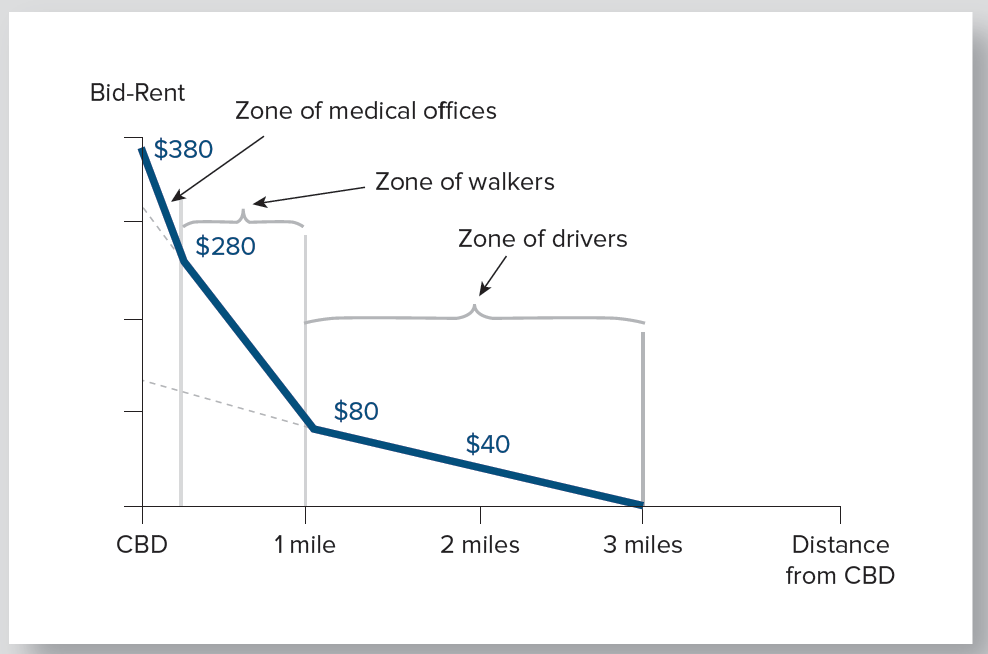 Bid-Rent
Zone of medical offices
$380
Zone of walkers
Zone of drivers
$280
$80
$40
CBD
1 mile
2 miles
3 miles
Distance
from CBD